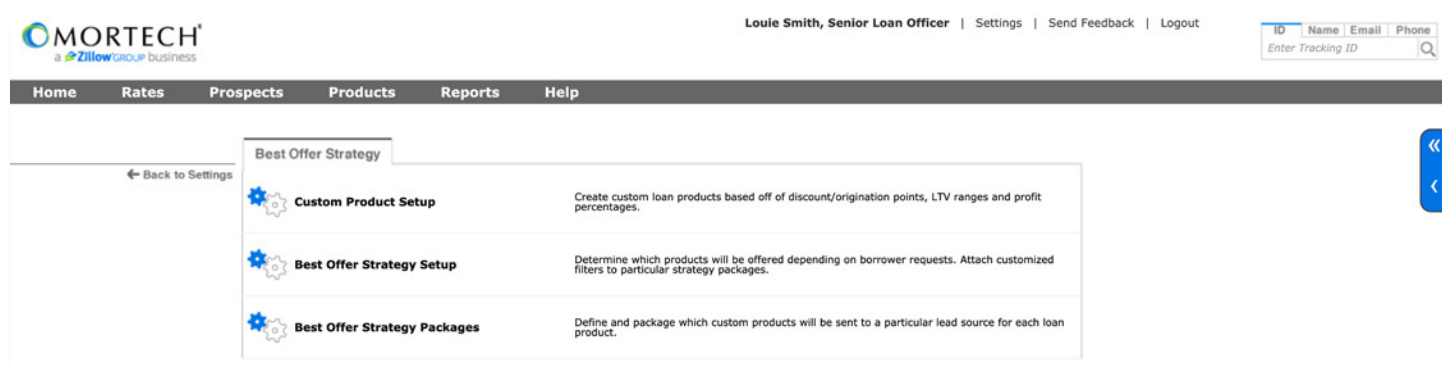 Louie Smith, Senior Loan Officer | Settings | Send Feedback | Logout
ID Name Email Phone
Enter Tracking ID
MORTECH®
a Zillow GROUP business
Home Rates Prospects Products Reports Help
Best Offer Strategy
← Back to Settings
Custom Product Setup
Create custom loan products based off of discount/origination points, LTV ranges and profit
percentages.
Best Offer Strategy Setup
Determine which products will be offered depending on borrower requests. Attach customized
filters to particular strategy packages.
Best Offer Strategy Packages
Define and package which custom products will be sent to a particular lead source for each loan
product.